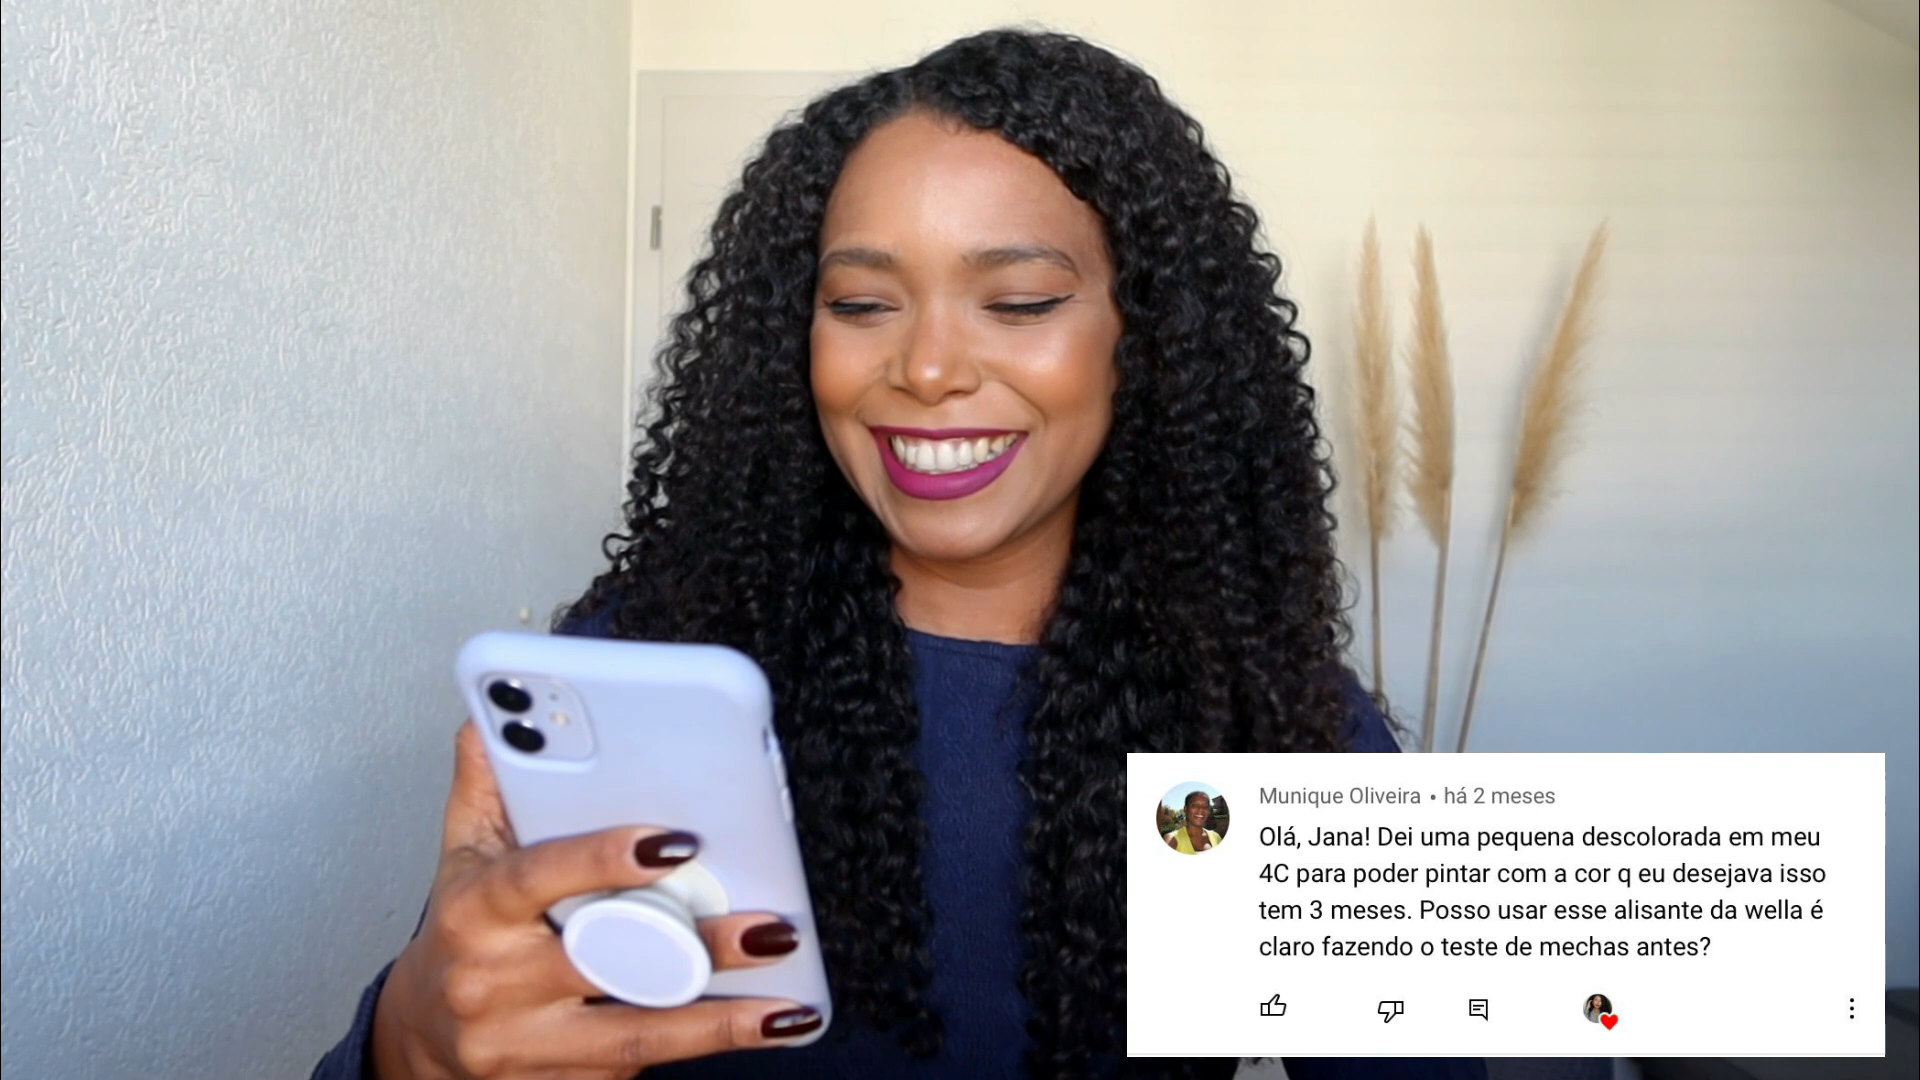 Munique Oliveira • há 2 meses
Olá, Jana! Dei uma pequena descolorada em meu
4C para poder pintar com a cor q eu desejava isso
tem 3 meses. Posso usar esse alisante da wella é
claro fazendo o teste de mechas antes?